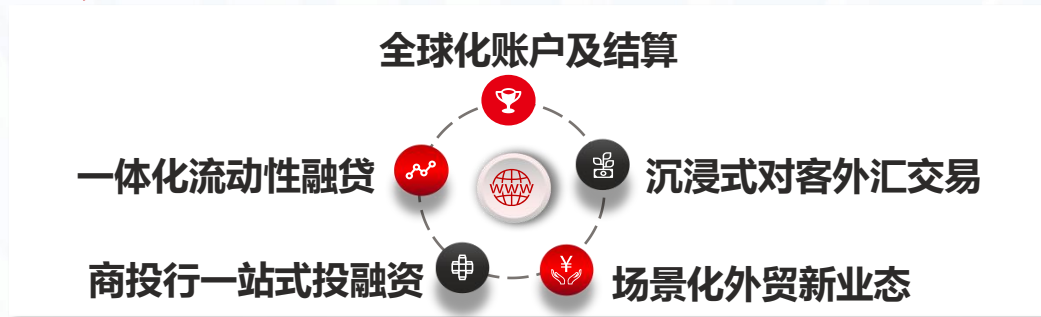 全球化账户及结算
一体化流动性融贷
沉浸式对客外汇交易
WWW
商投行一站式投融资
¥
场景化外贸新业态